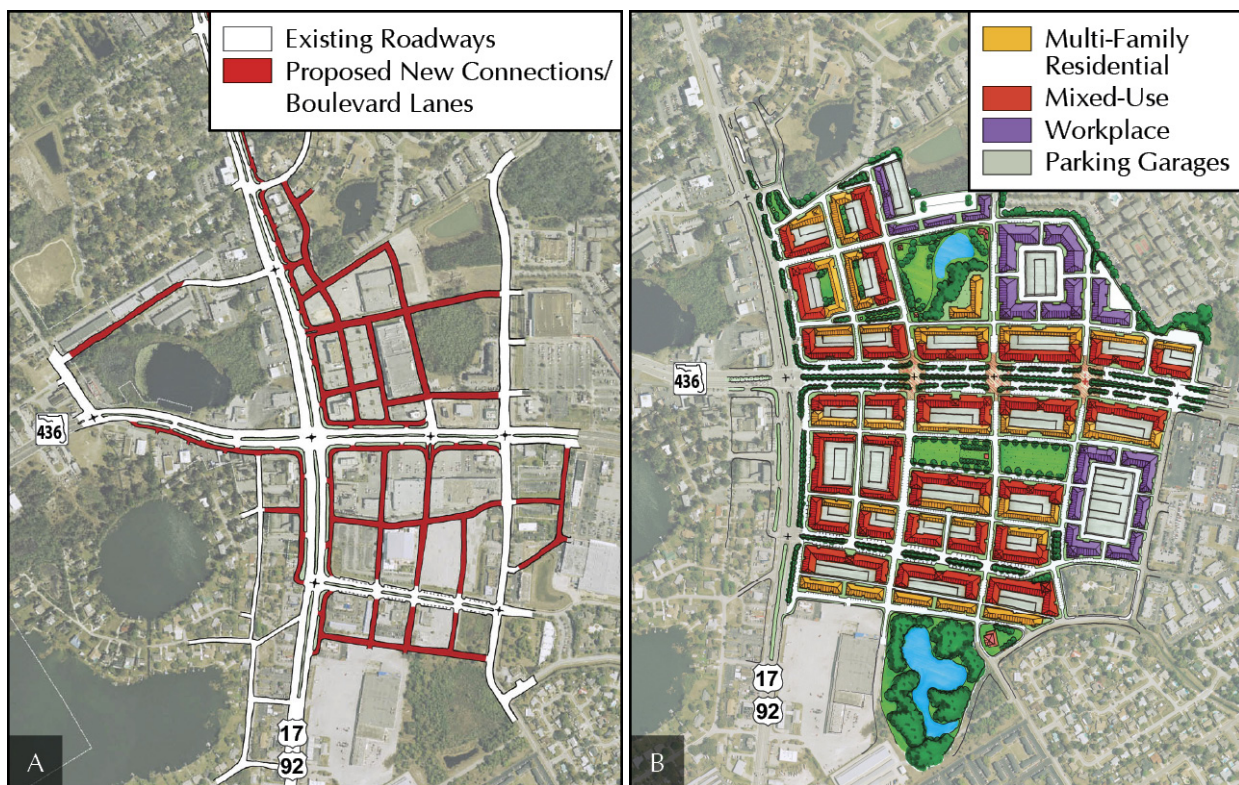 Existing Roadways
Proposed New Connections/
Boulevard Lanes
436
17
92
A
Multi-Family
Residential
Mixed-Use
Workplace
Parking Garages
436
17
92
B